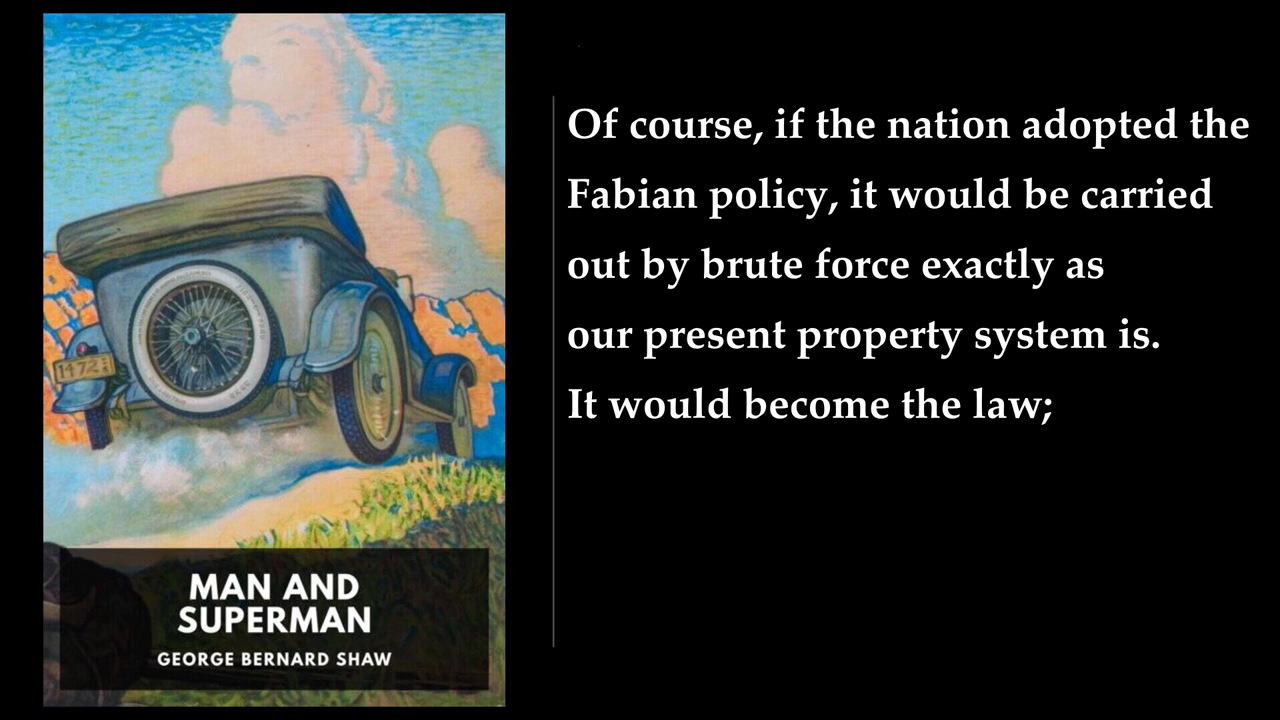 Of course, if the nation adopted the
Fabian policy, it would be carried
out by brute force exactly as
our present property system is.
It would become the law;
1472
MAN AND
SUPERMAN
GEORGE BERNARD SHAW